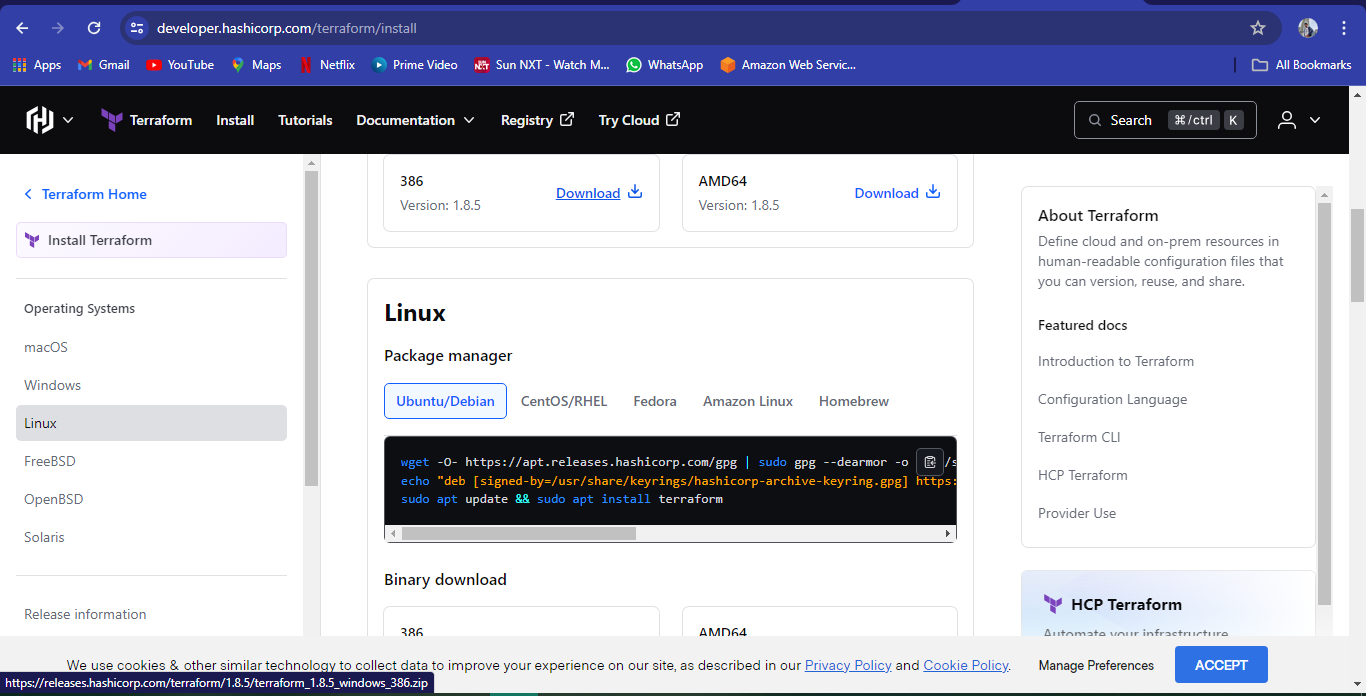 developer.hashicorp.com/terraform/install
Apps Gmail YouTube Maps Netflix Prime Video Sun NXT - Watch M... WhatsApp Amazon Web Servic... All Bookmarks
Terraform Install Tutorials Documentation Registry Try Cloud Search ⌘/ctrl K
Terraform Home
Install Terraform
Operating Systems
macOS
Windows
Linux
FreeBSD
OpenBSD
Solaris
Release information
386
Version: 1.8.5
Download
AMD64
Version: 1.8.5
Download
Linux
Package manager
Ubuntu/Debian CentOS/RHEL Fedora Amazon Linux Homebrew
wget -O- https://apt.releases.hashicorp.com/gpg | sudo gpg --dearmor -o /s
echo "deb [signed-by=/usr/share/keyrings/hashicorp-archive-keyring.gpg] https:
sudo apt update && sudo apt install terraform
Binary download
386
AMD64
About Terraform
Define cloud and on-prem resources in
human-readable configuration files that
you can version, reuse, and share.
Featured docs
Introduction to Terraform
Configuration Language
Terraform CLI
HCP Terraform
Provider Use
HCP Terraform
Automate your infrastructure
We use cookies & other similar technology to collect data to improve your experience on our site, as described in our Privacy Policy and Cookie Policy.
Manage Preferences
ACCEPT
https://releases.hashicorp.com/terraform/1.8.5/terraform_1.8.5_windows_386.zip